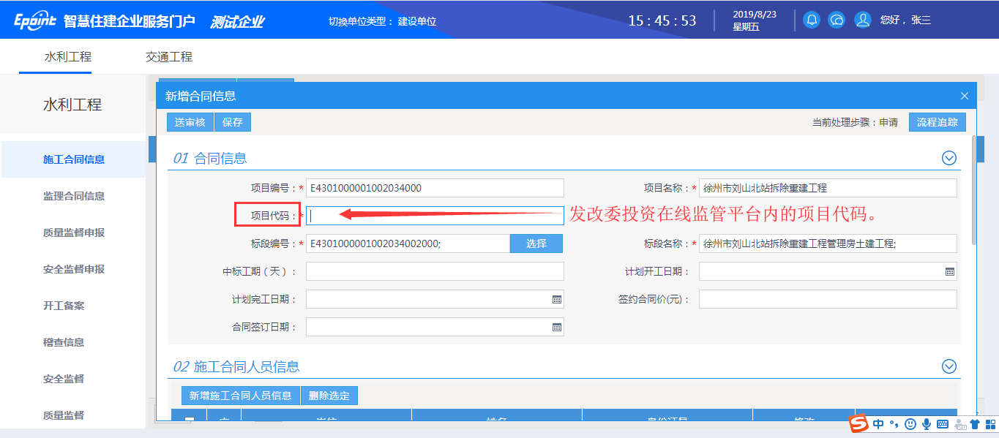 Epoint 智慧住建企业服务门户 测试企业 切换单位类型： 建设单位 15:45:53 2019/8/23 您好， 张三
星期五
水利工程 交通工程
水利工程
新增合同信息
送审核 保存 当前处理步骤：申请 流程追踪
01 合同信息
项目编号：* E4301000001002034000 项目名称：* 徐州市刘山北站拆除重建工程
项目代码：* 发改委投资在线监管平台内的项目代码。
标段编号：* E4301000001002034002000; 选择 标段名称：* 徐州市刘山北站拆除重建工程管理房土建工程;
中标工期（天）： 计划开工日期：
计划完工日期： 签约合同价(元)：
合同签订日期：
02 施工合同人员信息
新增施工合同人员信息 删除选定
施工合同信息
监理合同信息
质量监督申报
安全监督申报
开工备案
稽查信息
安全监督
质量监督
中